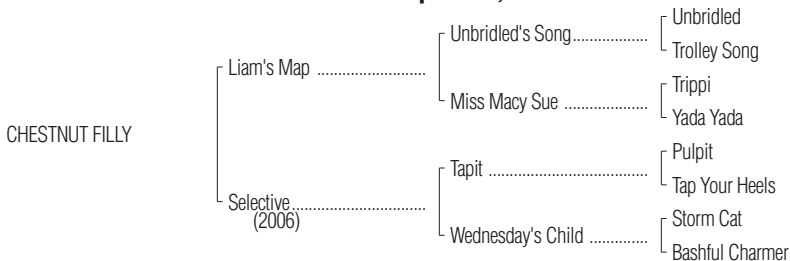 Unbridled
Unbridled's Song.................
Trolley Song
Liam's Map ..........................
Trippi
Miss Macy Sue ....................
Yada Yada
CHESTNUT FILLY
Pulpit
Tapit ......................................
Tap Your Heels
Selective................................
(2006)
Storm Cat
Wednesday's Child ..............
Bashful Charmer